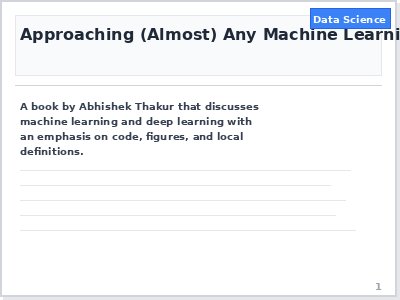 Data Science
Approaching (Almost) Any Machine Learni
A book by Abhishek Thakur that discusses
machine learning and deep learning with
an emphasis on code, figures, and local
definitions.
1